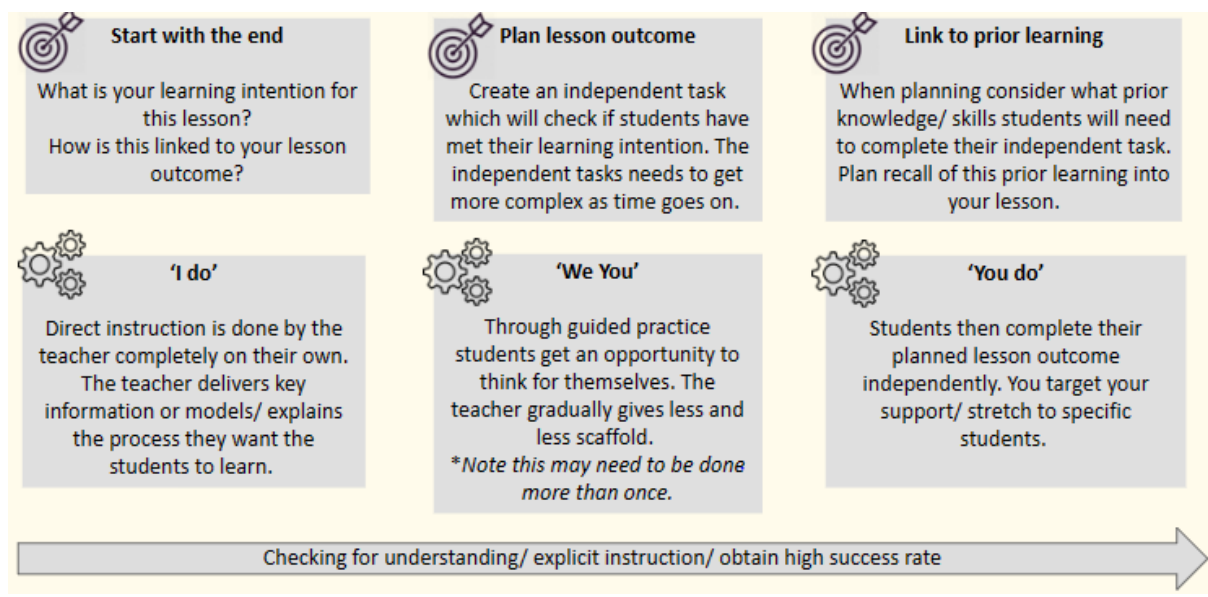 Start with the end
What is your learning intention for
this lesson?
How is this linked to your lesson
outcome?
Plan lesson outcome
Create an independent task
which will check if students have
met their learning intention. The
independent tasks needs to get
more complex as time goes on.
Link to prior learning
When planning consider what prior
knowledge/ skills students will need
to complete their independent task.
Plan recall of this prior learning into
your lesson.
‘I do’
Direct instruction is done by the
teacher completely on their own.
The teacher delivers key
information or models/ explains
the process they want the
students to learn.
‘We You’
Through guided practice
students get an opportunity to
think for themselves. The
teacher gradually gives less and
less scaffold.
*Note this may need to be done
more than once.
‘You do’
Students then complete their
planned lesson outcome
independently. You target your
support/ stretch to specific
students.
Checking for understanding/ explicit instruction/ obtain high success rate